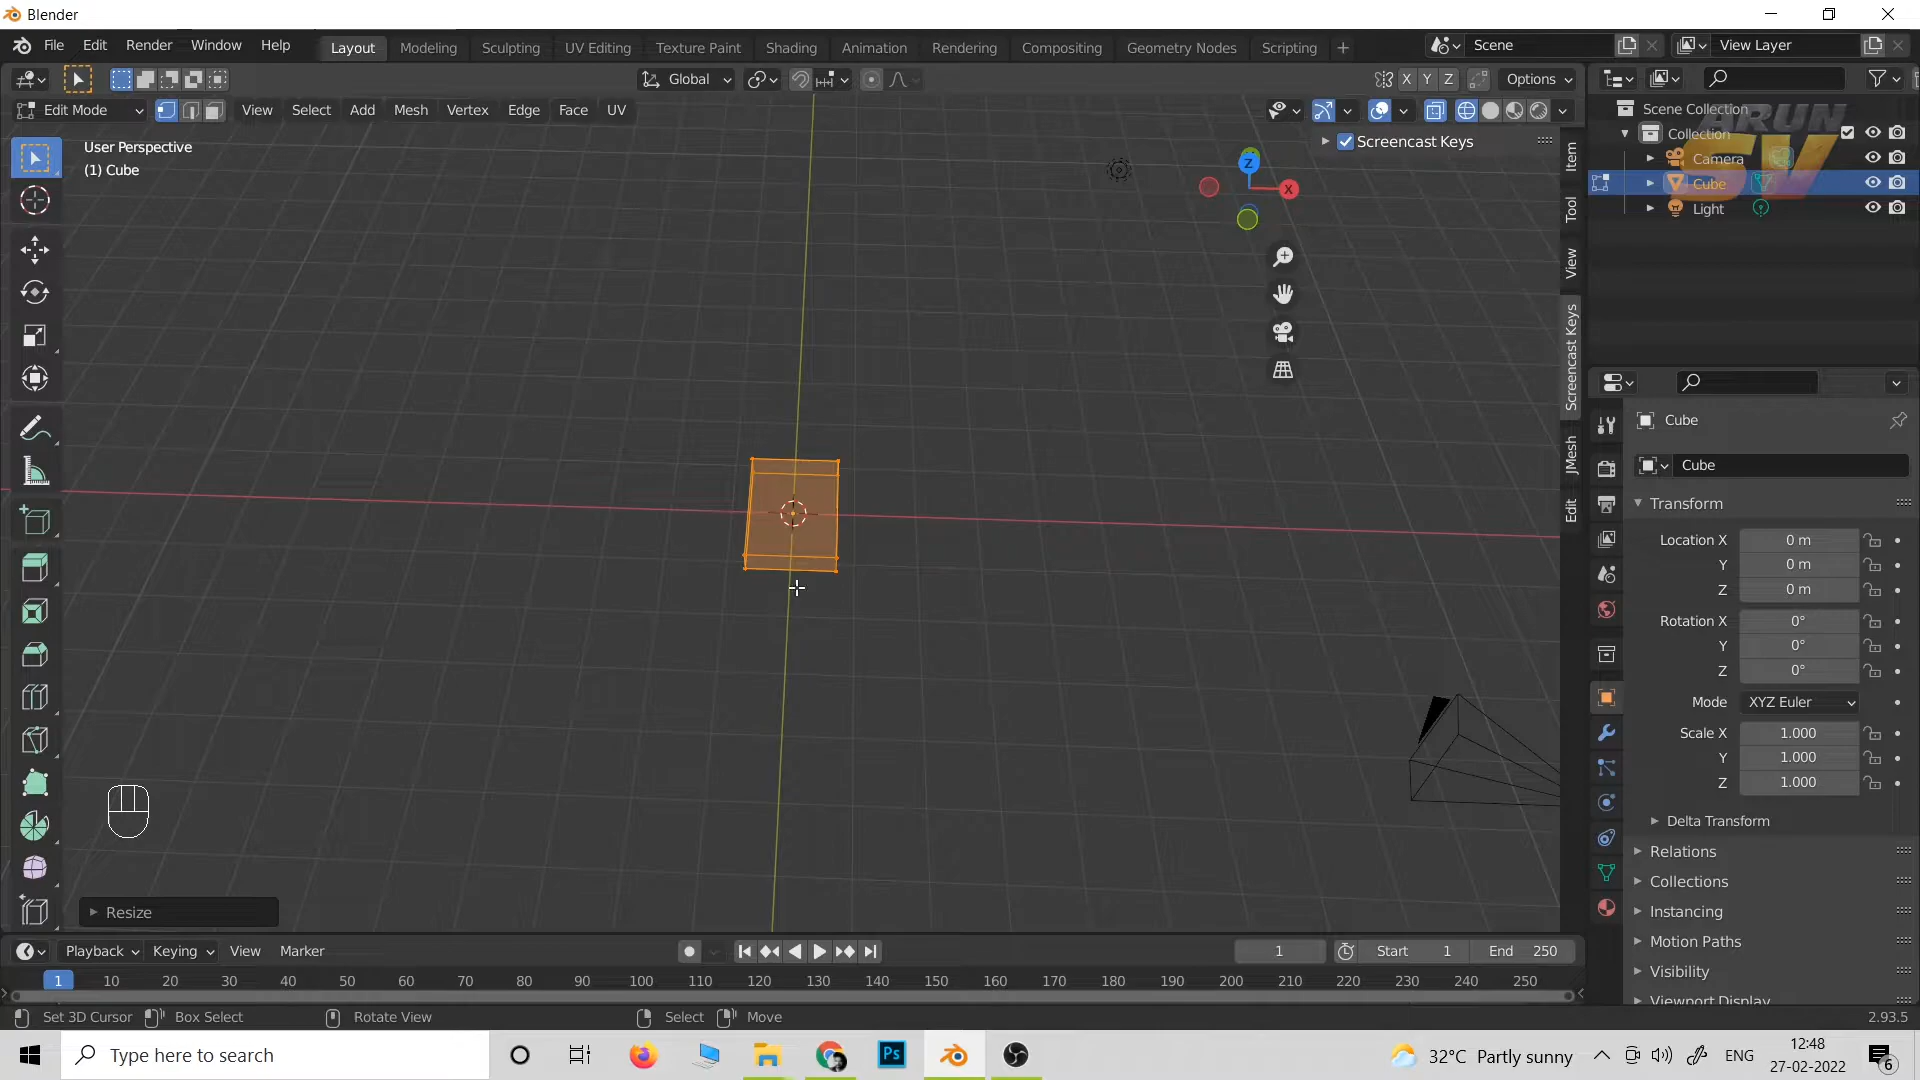 Blender
File Edit Render Window Help Layout Modeling Sculpting UV Editing Texture Paint Shading Animation Rendering Compositing Geometry Nodes Scripting + Scene View Layer
Global X Y Z Options
Edit Mode View Select Add Mesh Vertex Edge Face UV
Scene Collection
Collection
Camera
Cube
Light
ARUN
SV
User Perspective
(1) Cube
Screencast Keys
Z
X
Item
Tool
View
Screencast Keys
JMesh
Edit
Cube
Cube
Transform
Location X 0 m
Y 0 m
Z 0 m
Rotation X 0°
Y 0°
Z 0°
Mode XYZ Euler
Scale X 1.000
Y 1.000
Z 1.000
Delta Transform
Relations
Collections
Instancing
Motion Paths
Visibility
Viewport Display
Resize
Playback Keying View Marker 1 Start 1 End 250
1 10 20 30 40 50 60 70 80 90 100 110 120 130 140 150 160 170 180 190 200 210 220 230 240 250
Set 3D Cursor Box Select Rotate View Select Move 2.93.5
Type here to search Ps 32°C Partly sunny ENG 12:48
27-02-2022 6